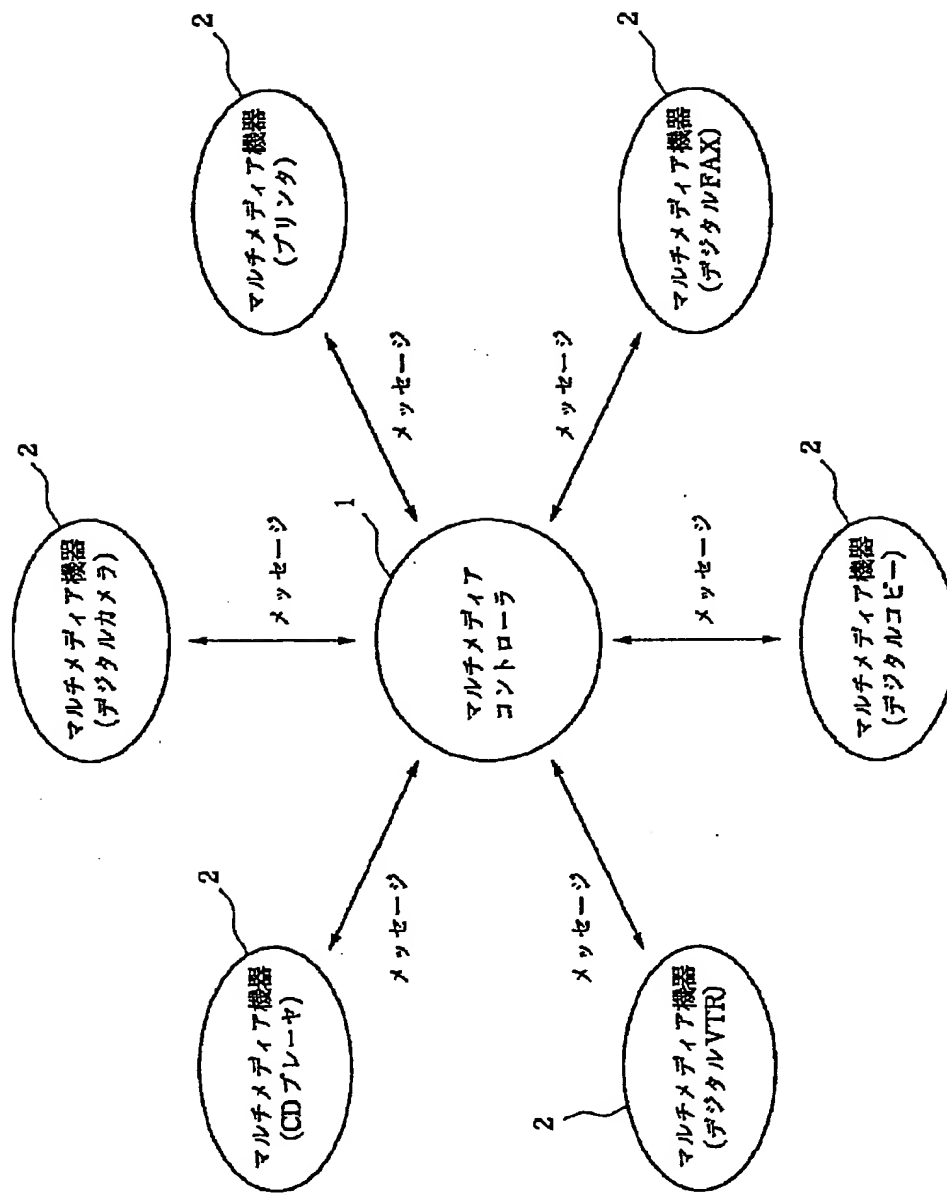 2
マルチメディア機器
(デジタルカメラ)
2
マルチメディア機器
(CDプレーヤ)
2
マルチメディア機器
(プリンタ)
メッセージ
メッセージ
メッセージ
1
マルチメディア
コントローラ
メッセージ
メッセージ
メッセージ
2
マルチメディア機器
(デジタルVTR)
2
マルチメディア機器
(デジタルFAX)
2
マルチメディア機器
(デジタルコピー)